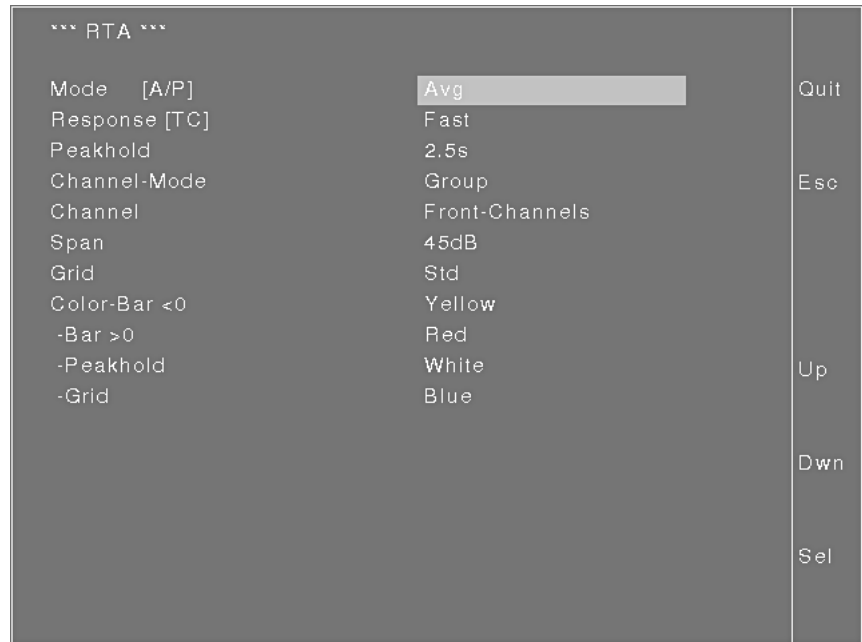 *** RTA ***
Mode [A/P] Avg
Quit
Response [TC] Fast
Peakhold 2.5s
Channel-Mode Group
Esc
Channel Front-Channels
Span 45dB
Grid Std
Color-Bar <0 Yellow
-Bar >0 Red
-Peakhold White
Up
-Grid Blue
Dwn
Sel